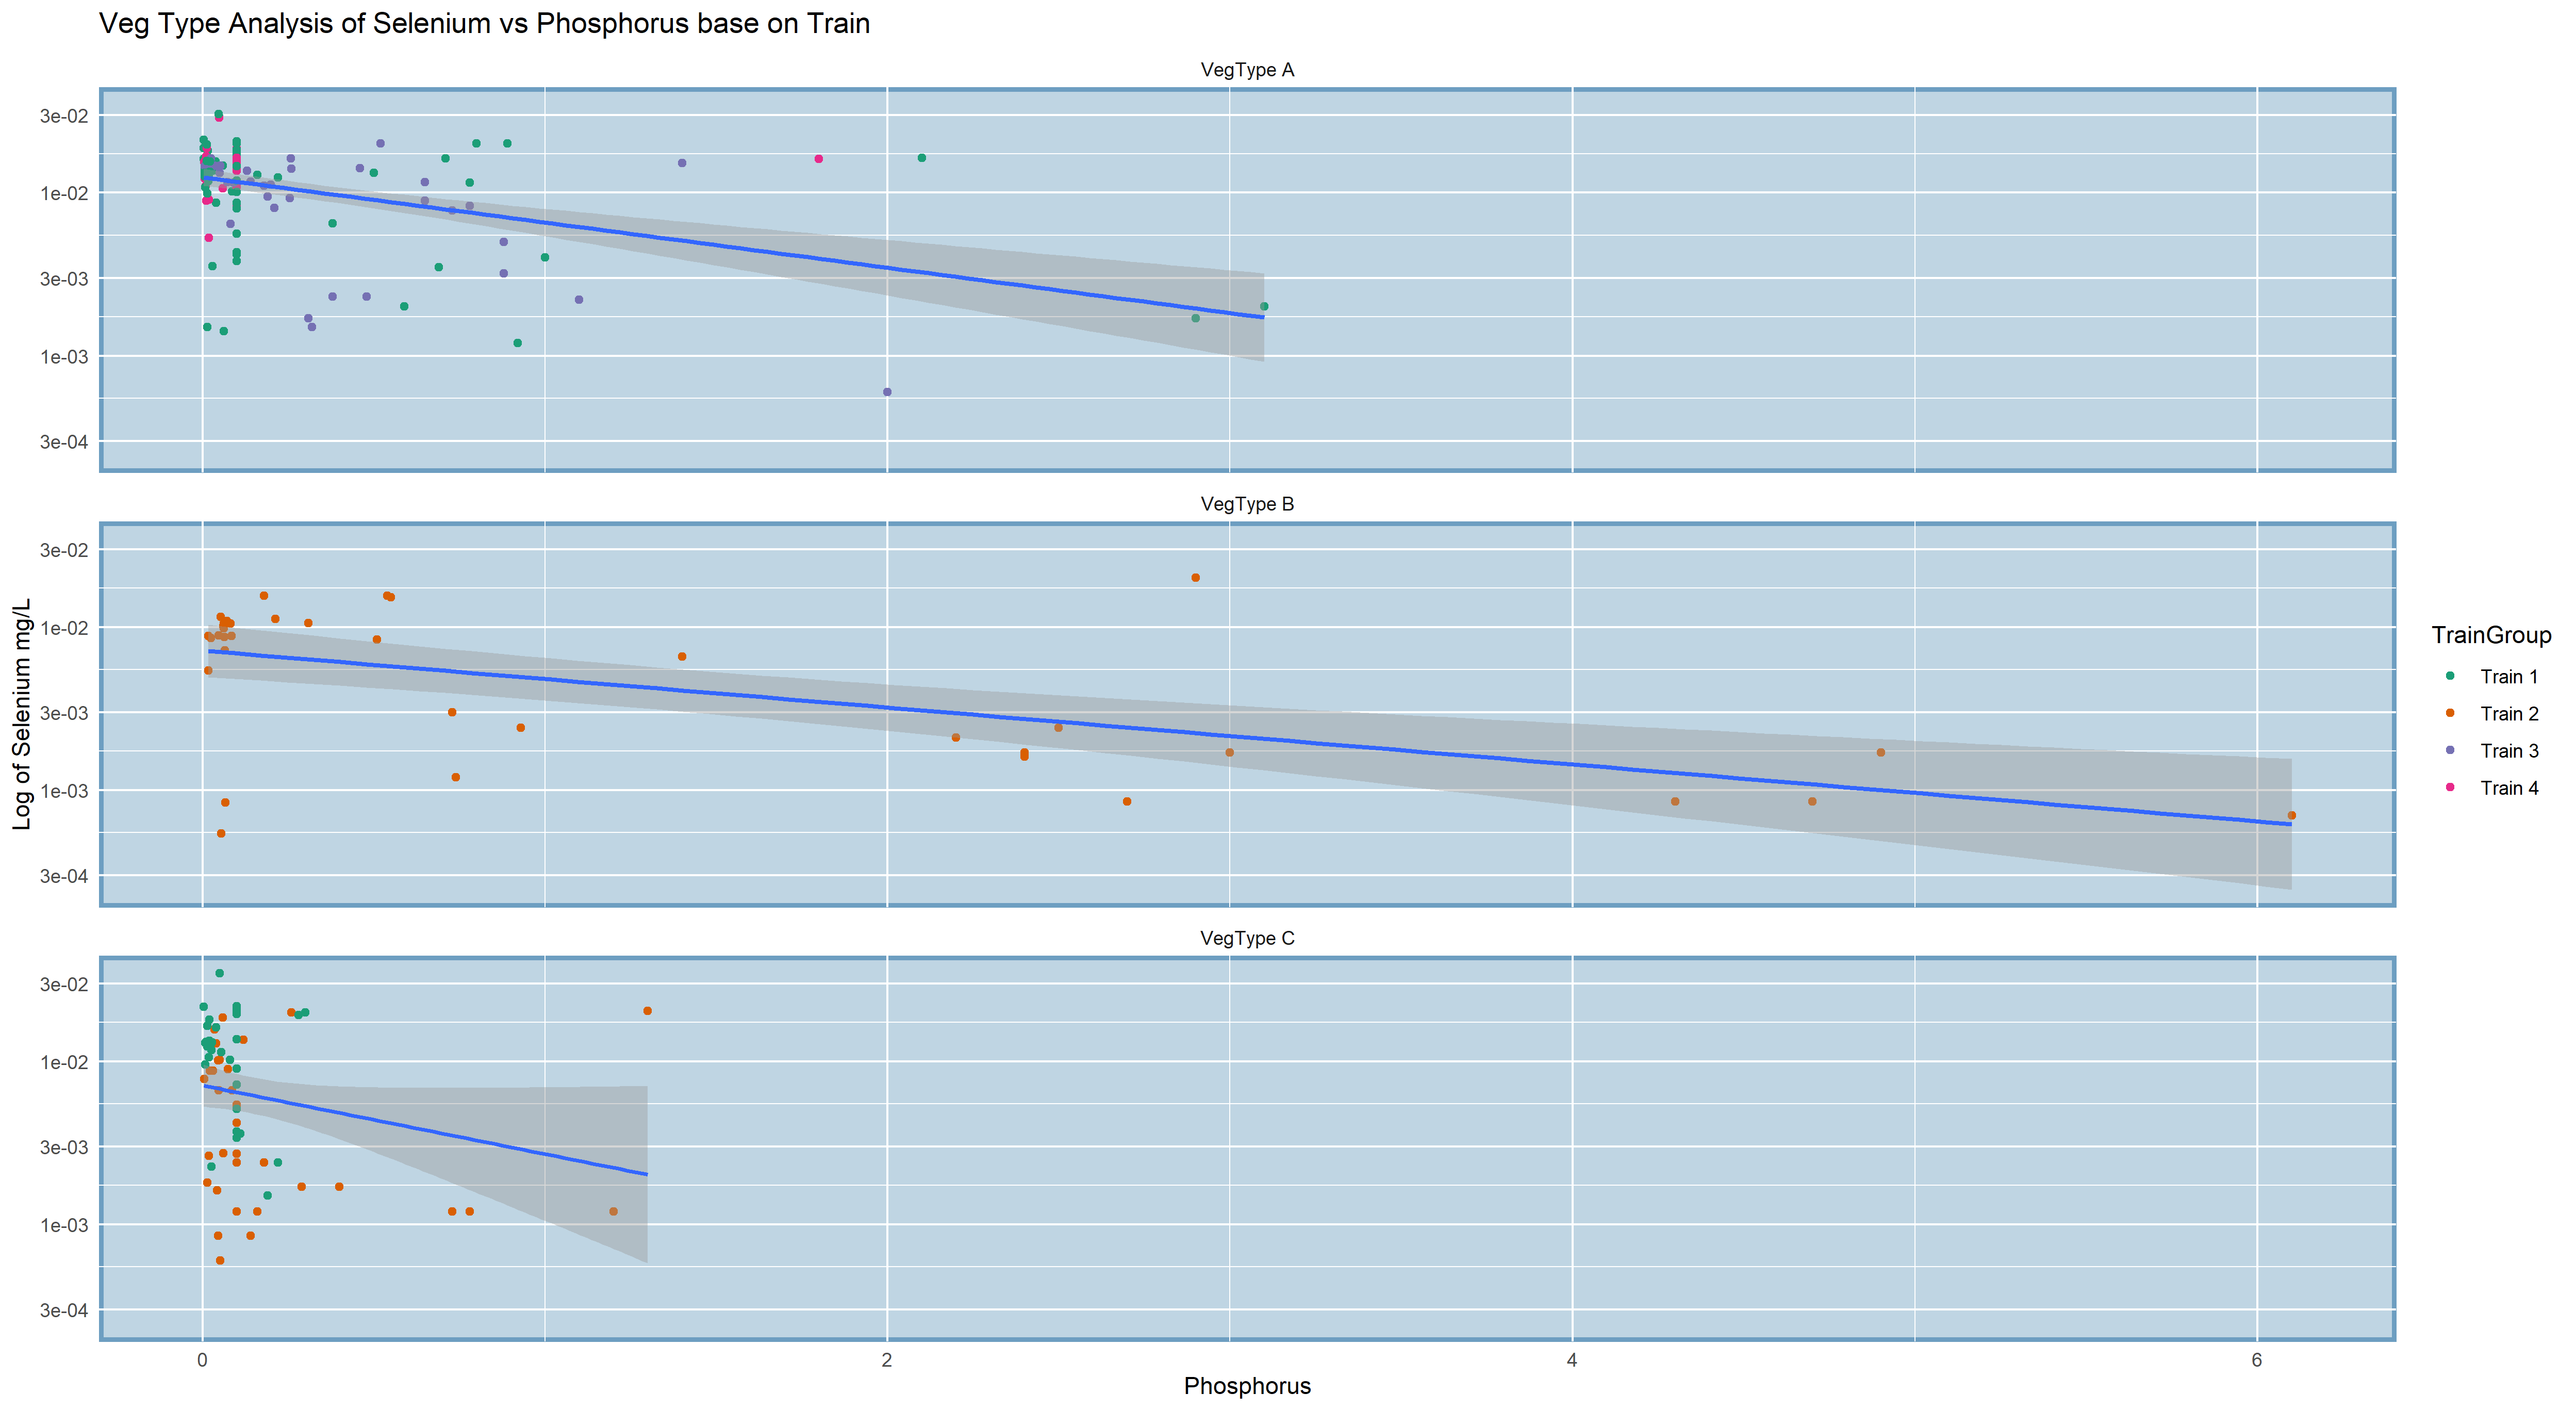 Veg Type Analysis of Selenium vs Phosphorus base on Train
VegType A
3e-02
1e-02
3e-03
1e-03
3e-04
VegType B
3e-02
1e-02
3e-03
1e-03
3e-04
Log of Selenium mg/L
TrainGroup
Train 1
Train 2
Train 3
Train 4
VegType C
3e-02
1e-02
3e-03
1e-03
3e-04
0 2 4 6
Phosphorus